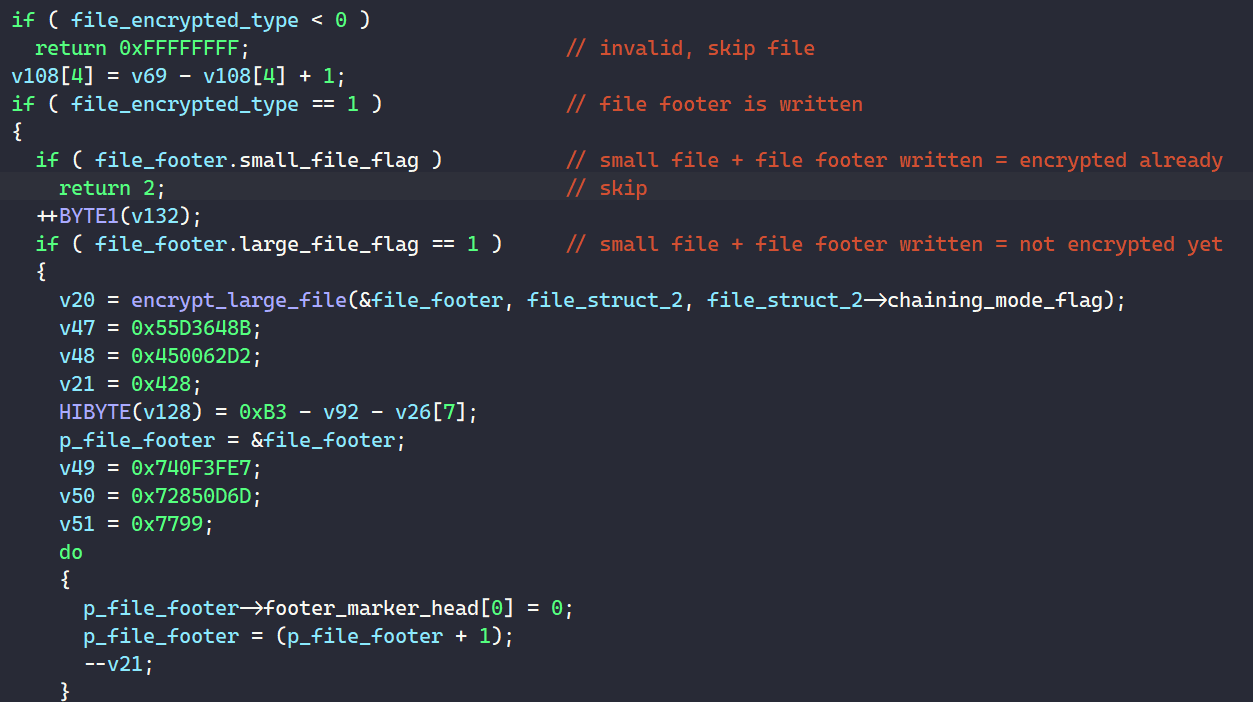 if ( file_encrypted_type < 0 )
  return 0xFFFFFFFF;                          // invalid, skip file
v108[4] = v69 - v108[4] + 1;
if ( file_encrypted_type == 1 )               // file footer is written
{
  if ( file_footer.small_file_flag )          // small file + file footer written = encrypted already
    return 2;                                 // skip
  ++BYTE1(v132);
  if ( file_footer.large_file_flag == 1 )     // small file + file footer written = not encrypted yet
  {
    v20 = encrypt_large_file(&file_footer, file_struct_2, file_struct_2->chaining_mode_flag);
    v47 = 0x55D3648B;
    v48 = 0x450062D2;
    v21 = 0x428;
    HIBYTE(v128) = 0xB3 - v92 - v26[7];
    p_file_footer = &file_footer;
    v49 = 0x740F3FE7;
    v50 = 0x72850D6D;
    v51 = 0x7799;
    do
    {
      p_file_footer->footer_marker_head[0] = 0;
      p_file_footer = (p_file_footer + 1);
      --v21;
    }